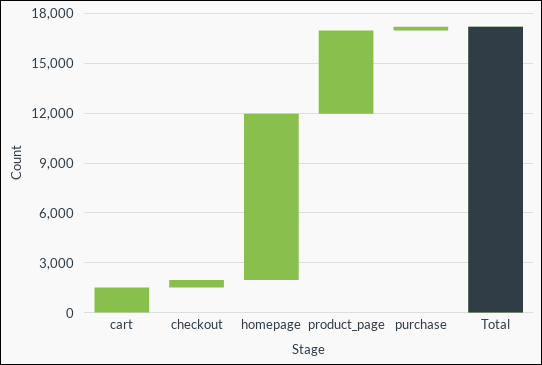 18,000
15,000
12,000
9,000
6,000
3,000
0
Count
cart checkout homepage product_page purchase Total
Stage